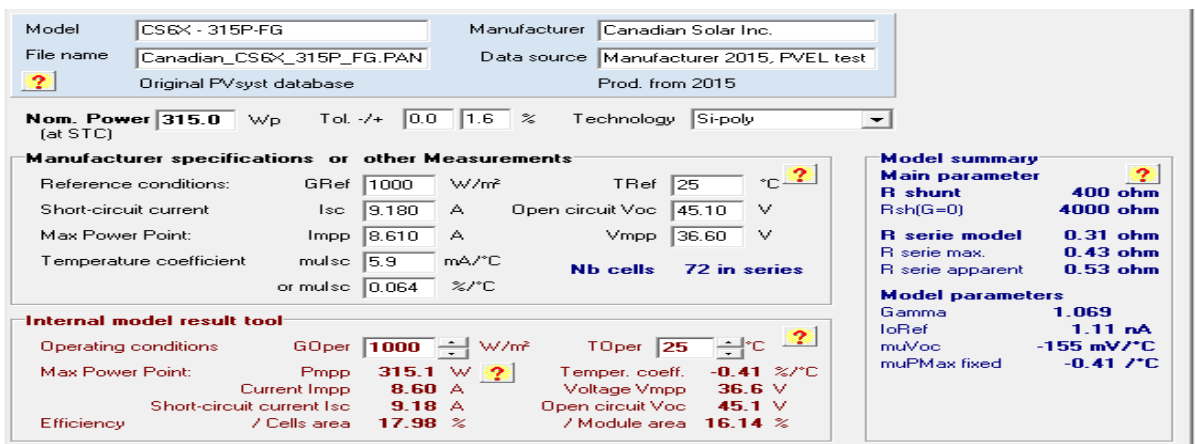 Model CS6X - 315P-FG Manufacturer Canadian Solar Inc.
File name Canadian_CS6X_315P_FG.PAN Data source Manufacturer 2015, PVEL test
? Original PVsyst database Prod. from 2015
Nom. Power 315.0 Wp Tol. -/+ 0.0 1.6 % Technology Si-poly
(at STC)
Manufacturer specifications or other Measurements
Reference conditions: GRef 1000 W/m² TRef 25 °C ?
Short-circuit current Isc 9.180 A Open circuit Voc 45.10 V
Max Power Point: Impp 8.610 A Vmpp 36.60 V
Temperature coefficient muIsc 5.9 mA/°C Nb cells 72 in series
or muIsc 0.064 %/°C
Internal model result tool
Operating conditions GOper 1000 W/m² TOper 25 °C ?
Max Power Point: Pmpp 315.1 W ? Temper. coeff. -0.41 %/°C
Current Impp 8.60 A Voltage Vmpp 36.6 V
Short-circuit current Isc 9.18 A Open circuit Voc 45.1 V
Efficiency / Cells area 17.98 % / Module area 16.14 %
Model summary
Main parameter ?
R shunt 400 ohm
Rsh(G=0) 4000 ohm
R serie model 0.31 ohm
R serie max. 0.43 ohm
R serie apparent 0.53 ohm
Model parameters
Gamma 1.069
IoRef 1.11 nA
muVoc -155 mV/°C
muPMax fixed -0.41 /°C